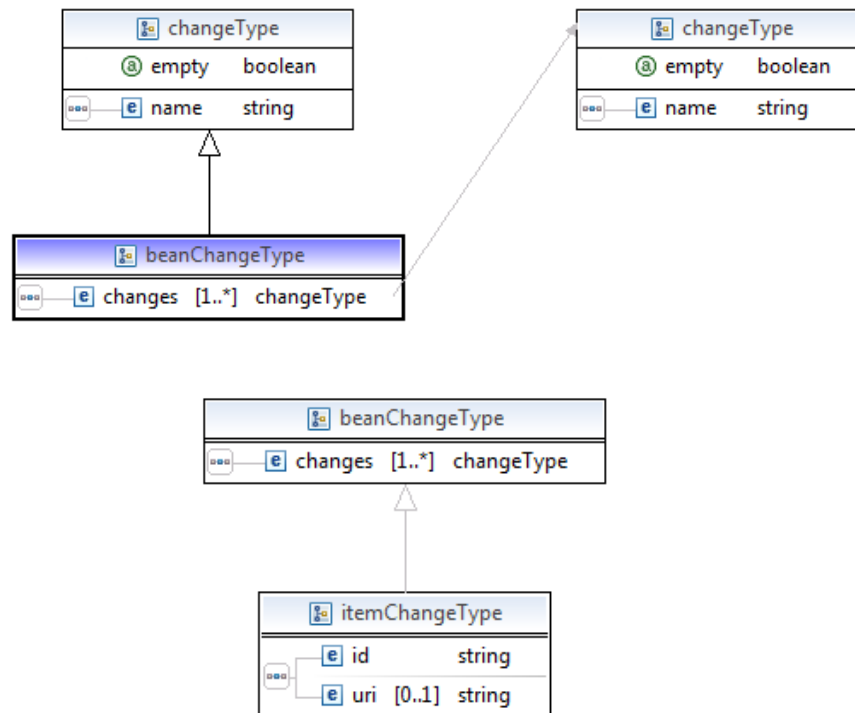 changeType
a empty boolean
e name string
changeType
a empty boolean
e name string
beanChangeType
e changes [1..*] changeType
beanChangeType
e changes [1..*] changeType
itemChangeType
e id string
e uri [0..1] string